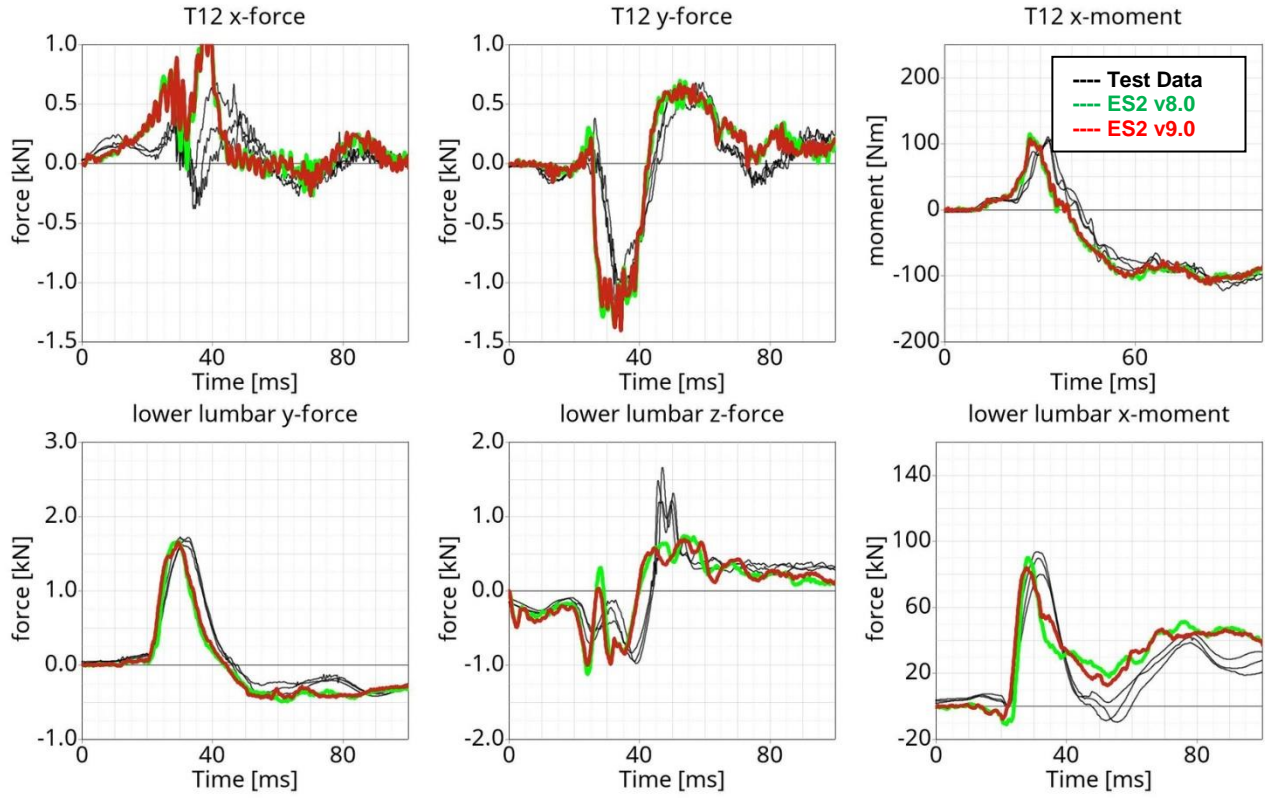 T12 x-force
T12 y-force
T12 x-moment
force [kN]
1.0
0.5
0.0
-0.5
-1.0
-1.5
0
40
80
Time [ms]
force [kN]
1.0
0.5
0.0
-0.5
-1.0
-1.5
0
40
80
Time [ms]
moment [Nm]
200
100
0
-100
-200
0
60
Time [ms]
---- Test Data
---- ES2 v8.0
---- ES2 v9.0
lower lumbar y-force
lower lumbar z-force
lower lumbar x-moment
force [kN]
3.0
2.0
1.0
0.0
-1.0
0
40
80
Time [ms]
force [kN]
2.0
1.0
0.0
-1.0
-2.0
0
40
80
Time [ms]
force [kN]
140
100
60
20
-20
0
40
80
Time [ms]